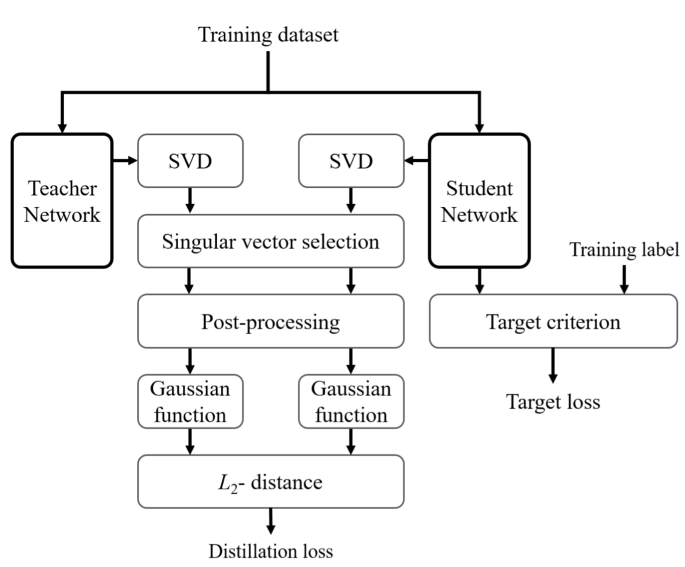 Training dataset
Teacher
Network
SVD
SVD
Student
Network
Singular vector selection
Training label
Post-processing
Target criterion
Gaussian
function
Gaussian
function
Target loss
L2- distance
Distillation loss